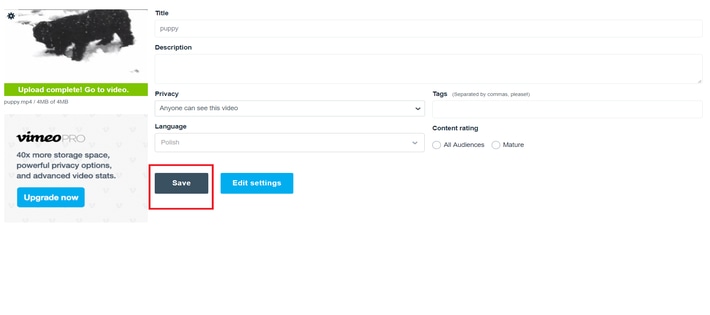 Title
puppy
Description
Upload complete! Go to video.
puppy mp4 / 4MB of 4MB
Privacy
Anyone can see this video
Tags (Separated by commas, please!)
Language
Polish
Content rating
All Audiences
Mature
vimeo PRO
40x more storage space,
powerful privacy options,
and advanced video stats.
Upgrade now
Save
Edit settings